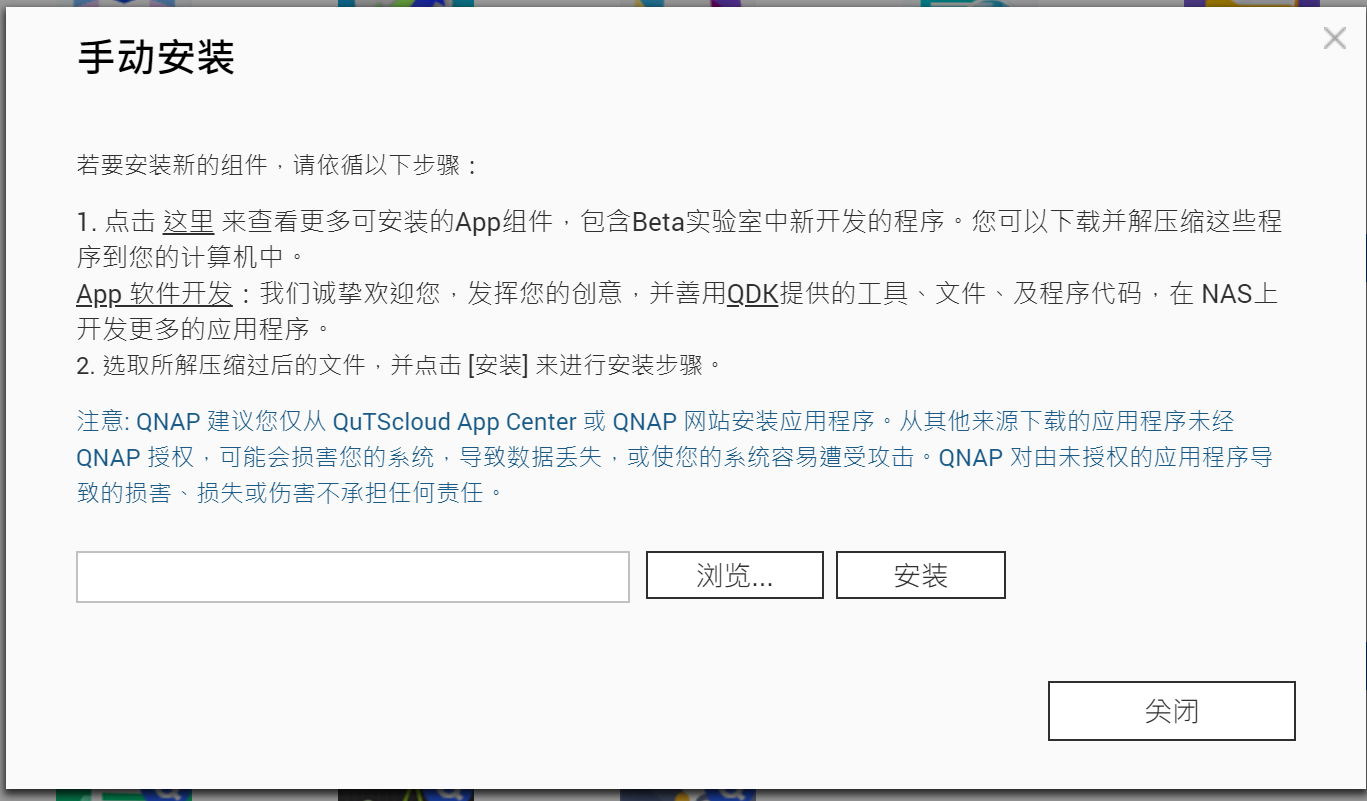 手动安装
若要安装新的组件，请依循以下步骤：
1. 点击 这里 来查看更多可安装的App组件，包含Beta实验室中新开发的程序。您可以下载并解压缩这些程
序到您的计算机中。
App 软件开发：我们诚挚欢迎您，发挥您的创意，并善用QDK提供的工具、文件、及程序代码，在 NAS上
开发更多的应用程序。
2. 选取所解压缩过后的文件，并点击 [安装] 来进行安装步骤。
注意: QNAP 建议您仅从 QuTScloud App Center 或 QNAP 网站安装应用程序。从其他来源下载的应用程序未经
QNAP 授权，可能会损害您的系统，导致数据丢失，或使您的系统容易遭受攻击。QNAP 对由未授权的应用程序导
致的损害、损失或伤害不承担任何责任。
浏览... 安装
关闭